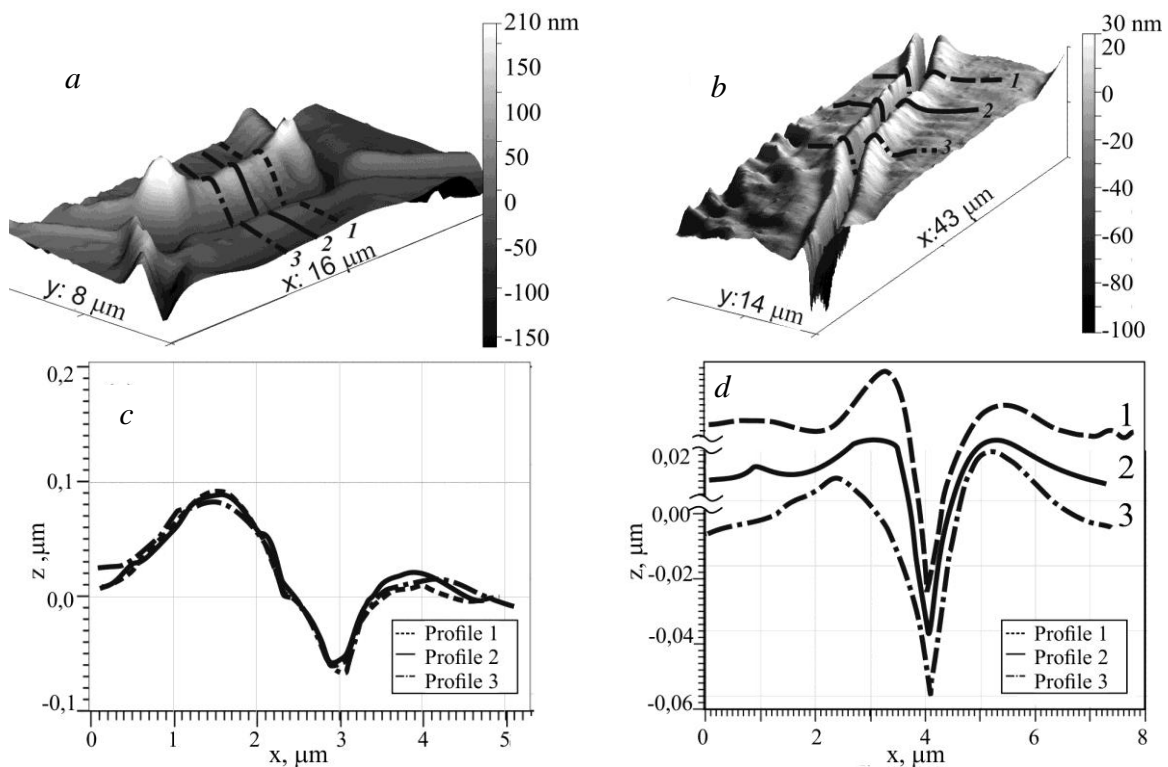 a
210 nm
150
50
0
-50
-100
-150
1
2
3
y: 8 μm
x: 16 μm
b
30 nm
20
0
-20
-40
-60
-80
-100
1
2
3
y:14 μm
x:43 μm
c
0,2
0,1
0,0
-0,1
z ,μm
0 1 2 3 4 5
x, μm
Profile 1
Profile 2
Profile 3
d
1
2
3
0,02
0,00
-0,02
-0,04
-0,06
z, μm
0 2 4 6 8
x, μm
Profile 1
Profile 2
Profile 3